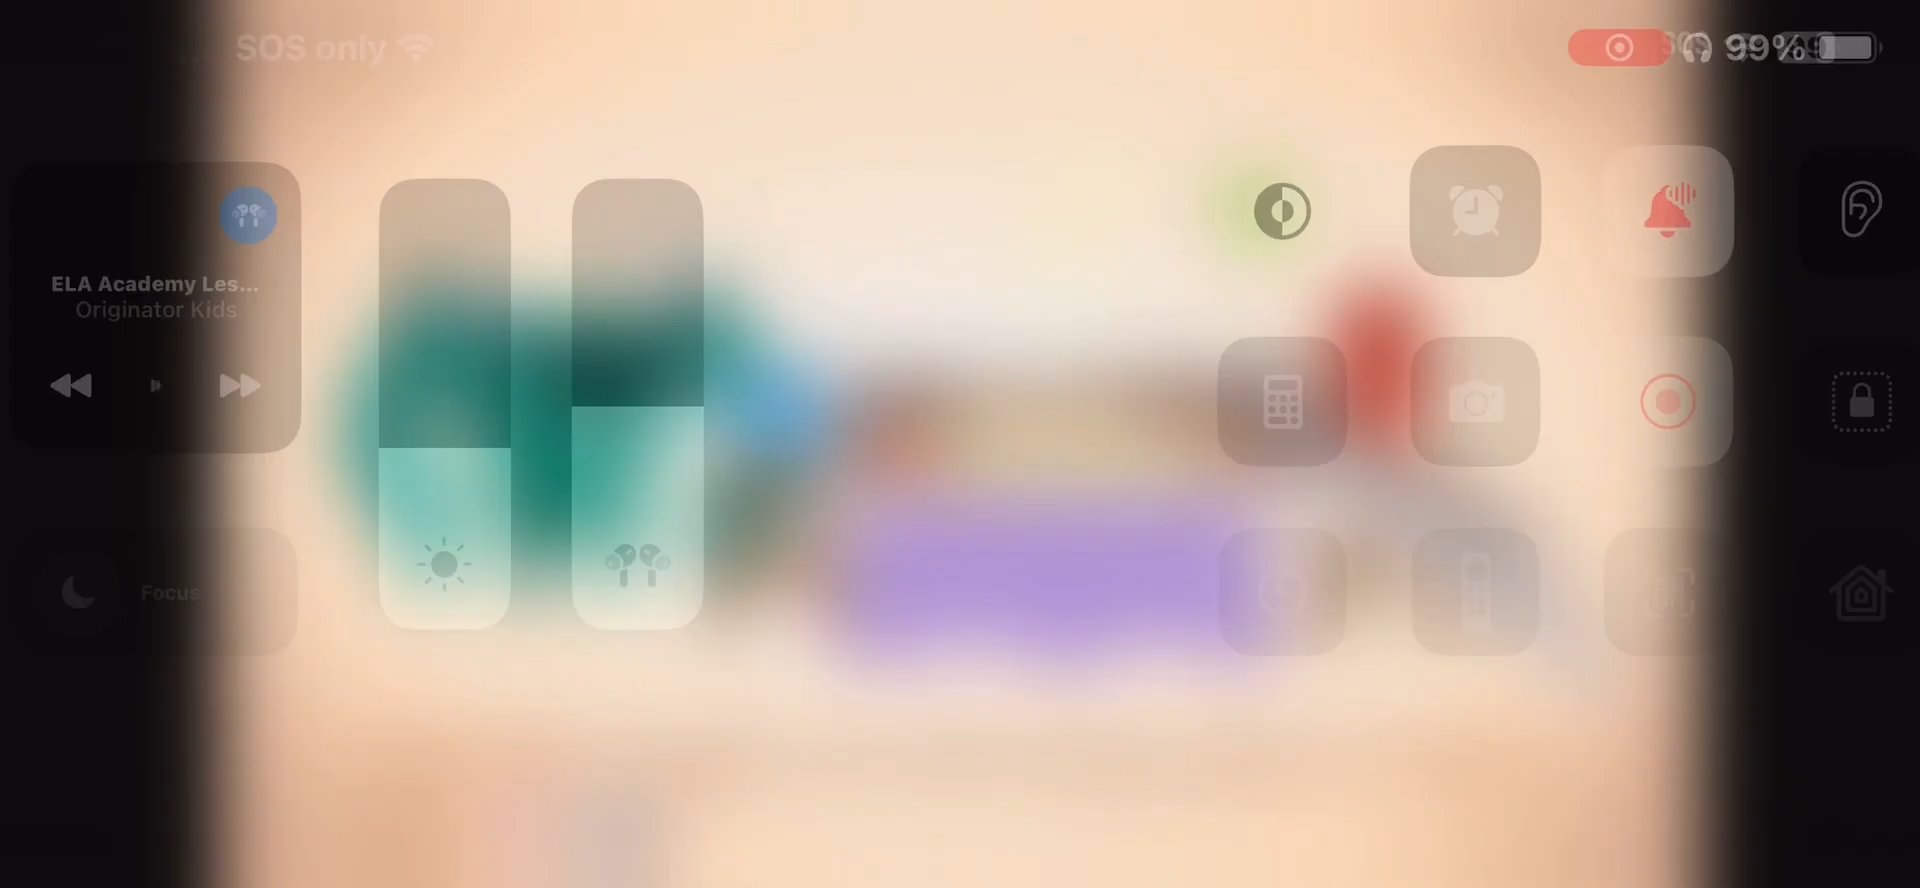 SOS only
99%
ELA Academy Les...
Originator Kids
Focus